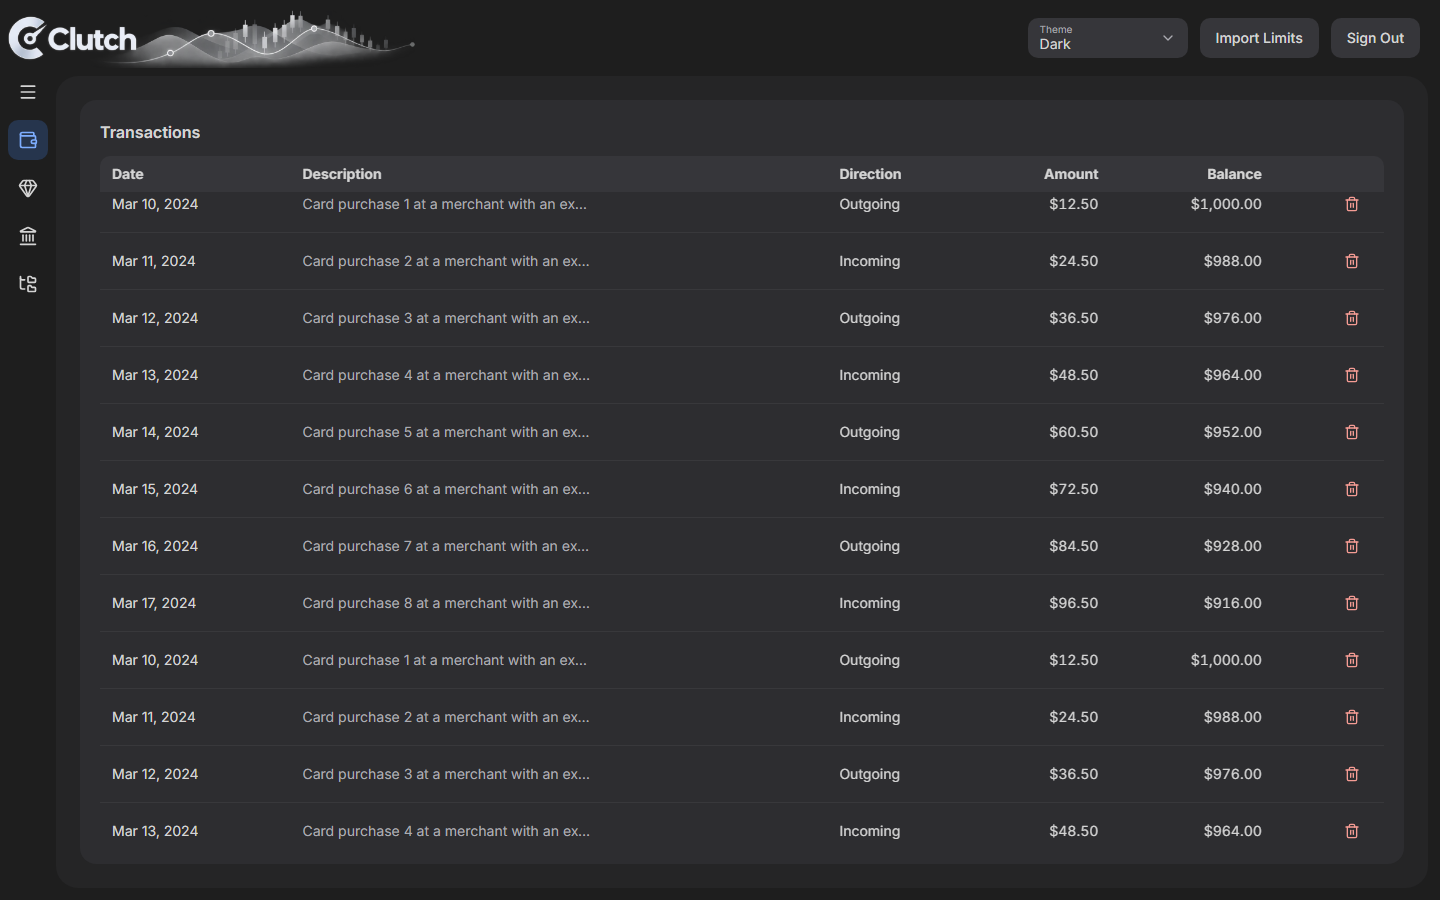 Clutch
Theme
Dark
Import Limits
Sign Out
Transactions
Date Description Direction Amount Balance
Mar 10, 2024 Card purchase 1 at a merchant with an ex... Outgoing $12.50 $1,000.00
Mar 11, 2024 Card purchase 2 at a merchant with an ex... Incoming $24.50 $988.00
Mar 12, 2024 Card purchase 3 at a merchant with an ex... Outgoing $36.50 $976.00
Mar 13, 2024 Card purchase 4 at a merchant with an ex... Incoming $48.50 $964.00
Mar 14, 2024 Card purchase 5 at a merchant with an ex... Outgoing $60.50 $952.00
Mar 15, 2024 Card purchase 6 at a merchant with an ex... Incoming $72.50 $940.00
Mar 16, 2024 Card purchase 7 at a merchant with an ex... Outgoing $84.50 $928.00
Mar 17, 2024 Card purchase 8 at a merchant with an ex... Incoming $96.50 $916.00
Mar 10, 2024 Card purchase 1 at a merchant with an ex... Outgoing $12.50 $1,000.00
Mar 11, 2024 Card purchase 2 at a merchant with an ex... Incoming $24.50 $988.00
Mar 12, 2024 Card purchase 3 at a merchant with an ex... Outgoing $36.50 $976.00
Mar 13, 2024 Card purchase 4 at a merchant with an ex... Incoming $48.50 $964.00